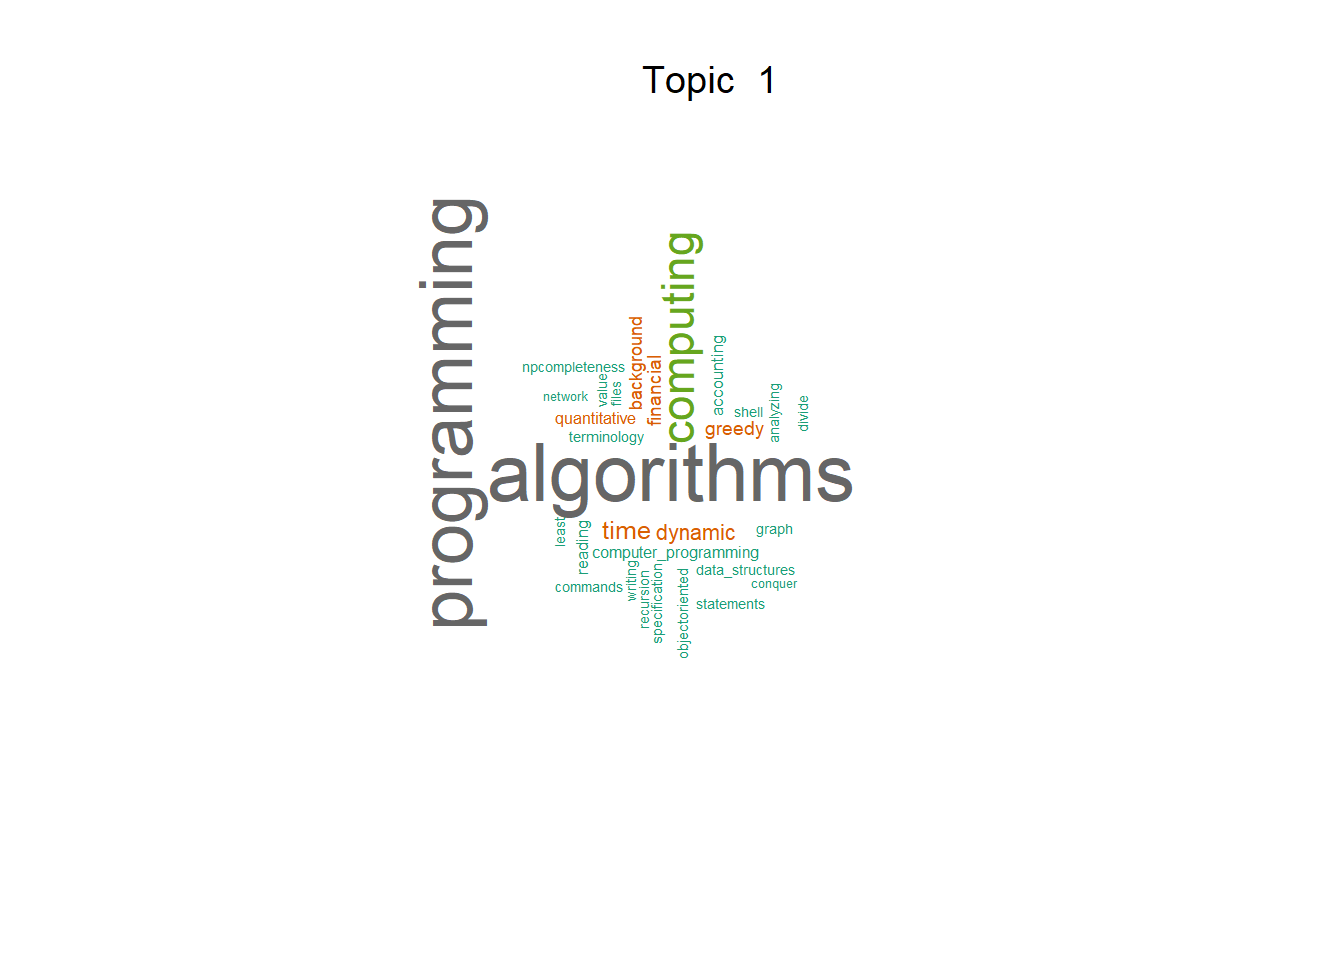 Topic 1
programming
computing
background
financial
accounting
npcompleteness
value
files
network
shell
analyzing
divide
quantitative
greedy
terminology
algorithms
least
reading
time
dynamic
graph
computer_programming
writing
recursion
specification
objectoriented
data_structures
commands
conquer
statements